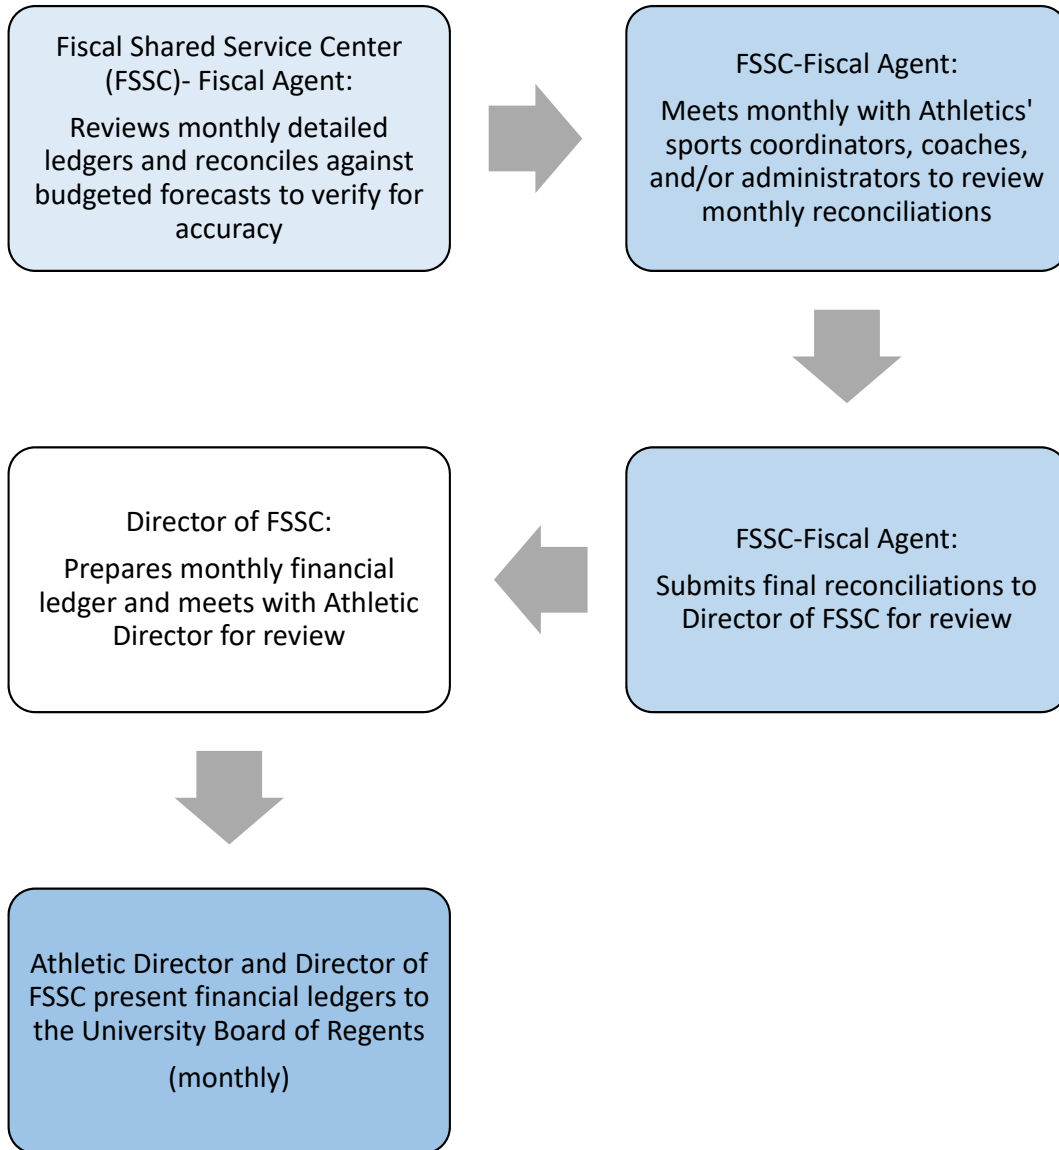 Fiscal Shared Service Center
(FSSC)- Fiscal Agent:
Reviews monthly detailed
ledgers and reconciles against
budgeted forecasts to verify for
accuracy
FSSC-Fiscal Agent:
Meets monthly with Athletics'
sports coordinators, coaches,
and/or administrators to review
monthly reconciliations
FSSC-Fiscal Agent:
Submits final reconciliations to
Director of FSSC for review
Director of FSSC:
Prepares monthly financial
ledger and meets with Athletic
Director for review
Athletic Director and Director of
FSSC present financial ledgers to
the University Board of Regents
(monthly)